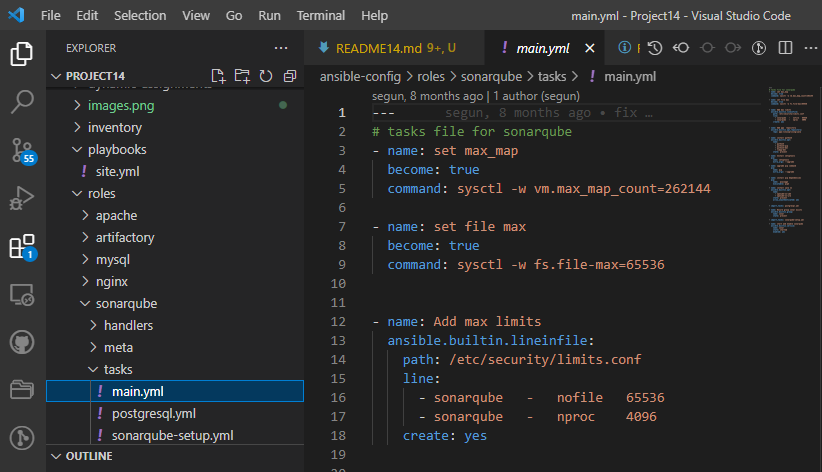 File Edit Selection View Go Run Terminal Help main.yml - Project14 - Visual Studio Code
EXPLORER
PROJECT14
images.png
inventory
playbooks
! site.yml
roles
apache
artifactory
mysql
nginx
sonarqube
handlers
meta
tasks
! main.yml
! postgresql.yml
! sonarqube-setup.yml
OUTLINE
55
1
README14.md 9+, U
! main.yml
ansible-config > roles > sonarqube > tasks > ! main.yml
segun, 8 months ago | 1 author (segun)
1 --- segun, 8 months ago • fix …
2 # tasks file for sonarqube
3 - name: set max_map
4 become: true
5 command: sysctl -w vm.max_map_count=262144
6
7 - name: set file max
8 become: true
9 command: sysctl -w fs.file-max=65536
10
11
12 - name: Add max limits
13 ansible.builtin.lineinfile:
14 path: /etc/security/limits.conf
15 line:
16 - sonarqube - nofile 65536
17 - sonarqube - nproc 4096
18 create: yes
19